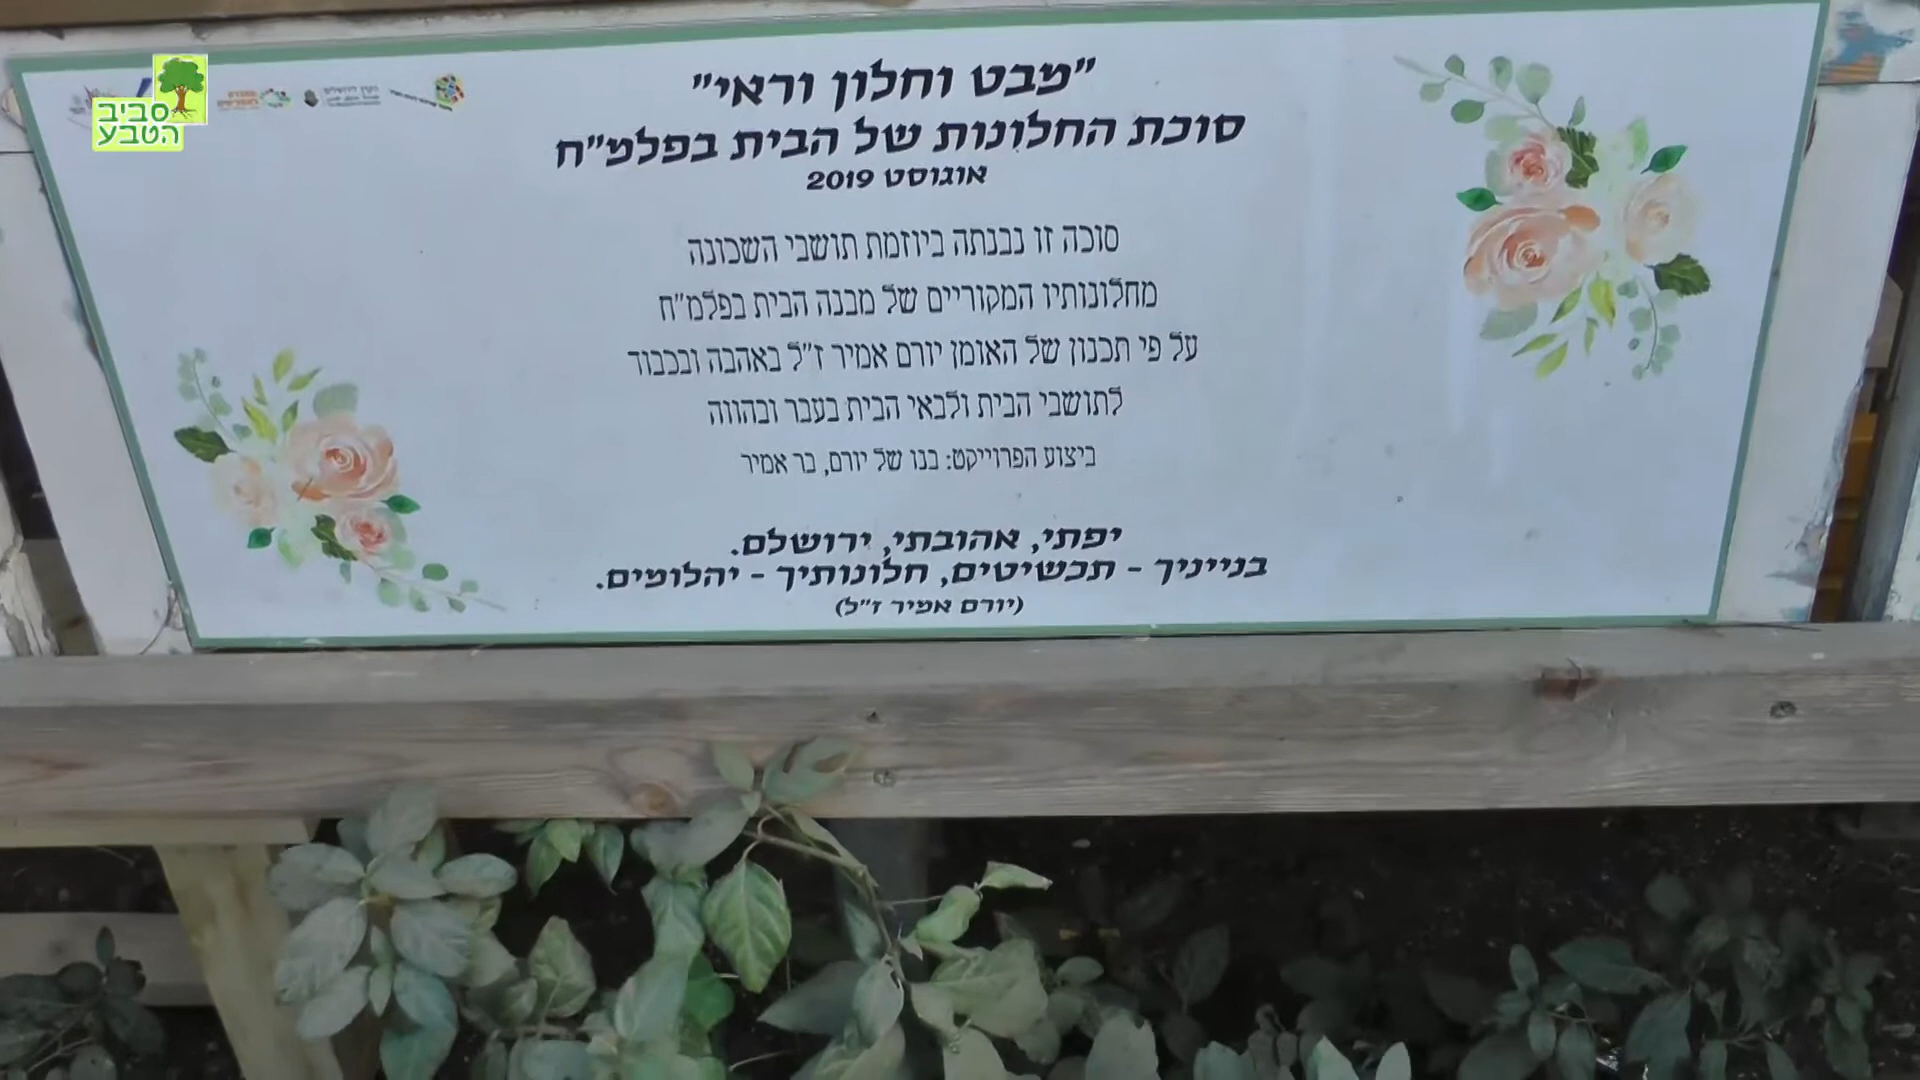 סביב
הטבע
"מבט וחלון וראי"
סוכת החלונות של הבית בפלמ"ח
אוגוסט 2019
סוכה זו נבנתה ביוזמת תושבי השכונה
מחלונותיו המקוריים של מבנה הבית בפלמ"ח
על פי תכנון של האומן יורם אמיר ז"ל באהבה ובכבוד
לתושבי הבית ולבאי הבית בעבר ובהווה
ביצוע הפרוייקט: בנו של יורם, בר אמיר
יפתי, אהובתי, ירושלם.
בנייניך - תכשיטים, חלונותיך - יהלומים.
(יורם אמיר ז"ל)